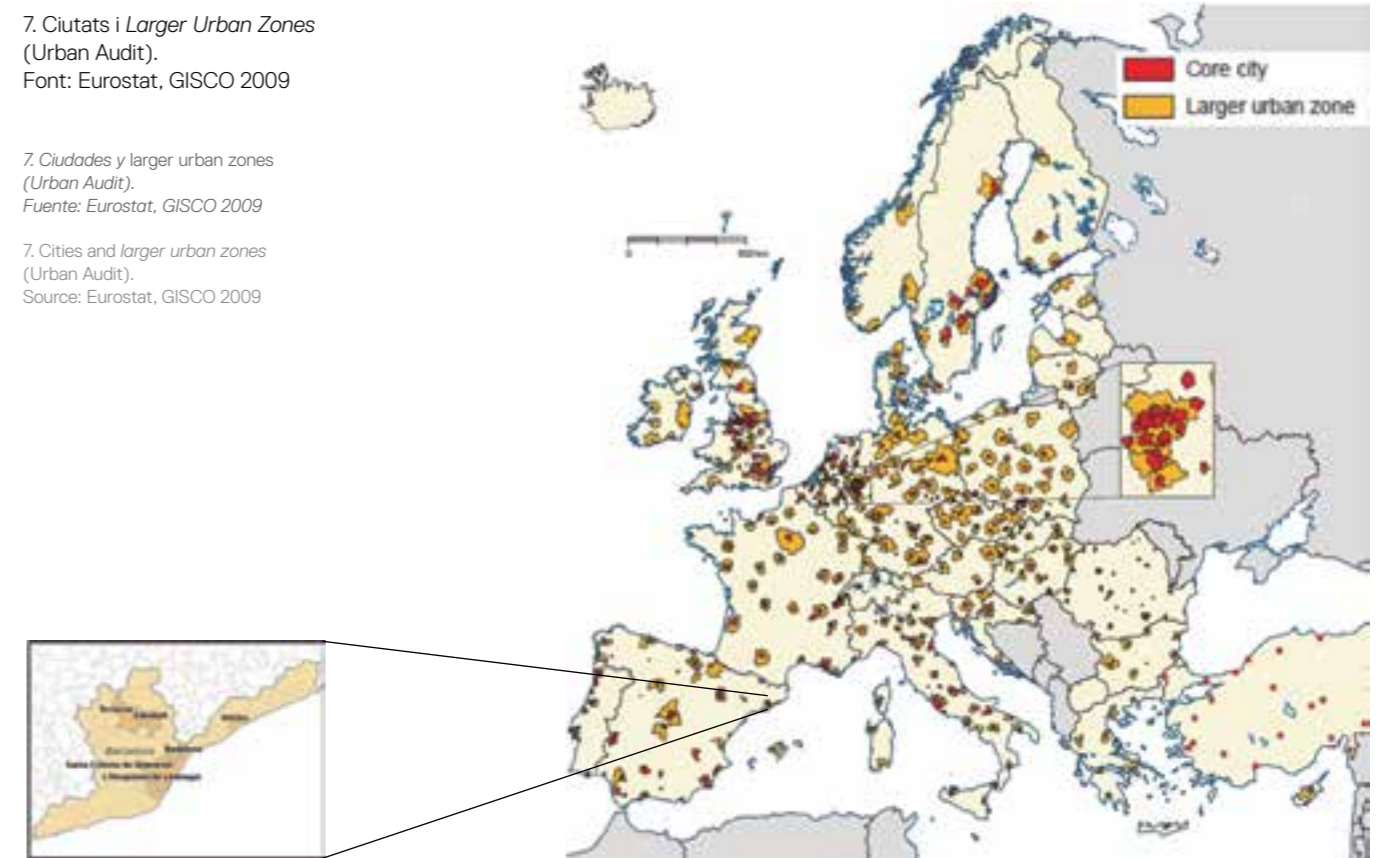 7. Ciutats i Larger Urban Zones
(Urban Audit).
Font: Eurostat, GISCO 2009
7. Ciudades y larger urban zones
(Urban Audit).
Fuente: Eurostat, GISCO 2009
7. Cities and larger urban zones
(Urban Audit).
Source: Eurostat, GISCO 2009
Core city
Larger urban zone
0
Barcelona